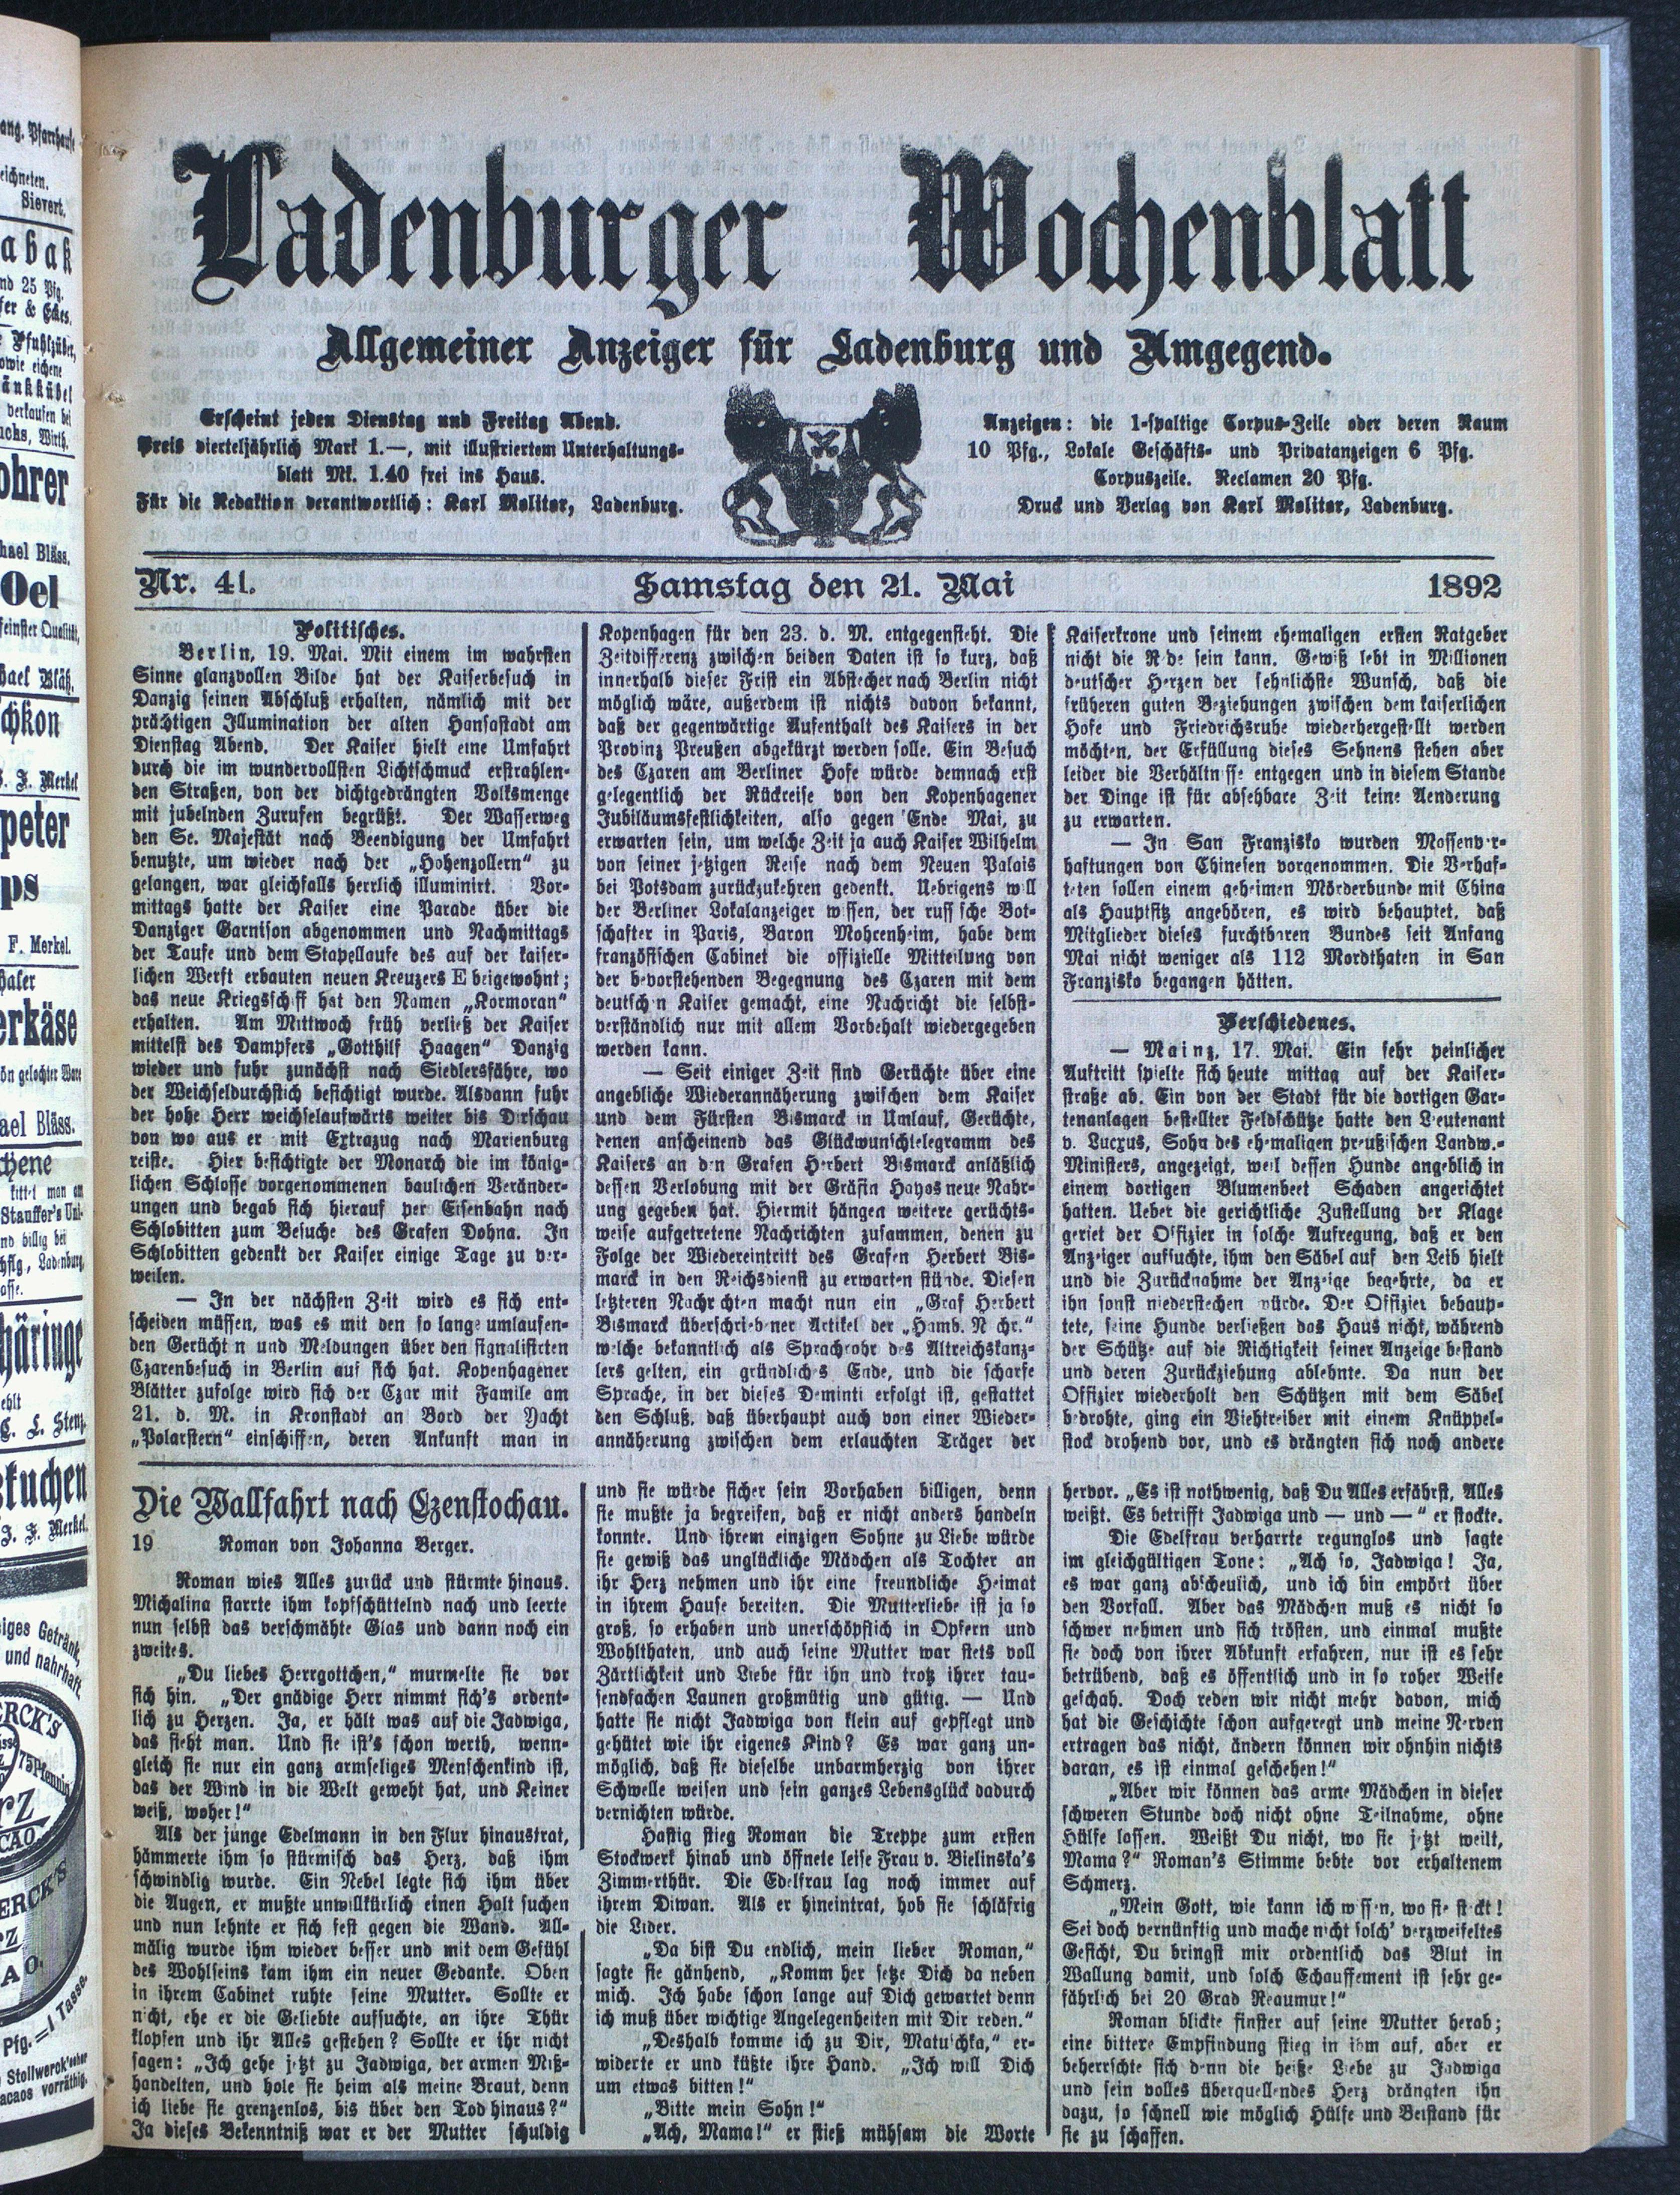 Ladenburger Wochenblatt
Allgemeiner Anzeiger für Ladenburg und Umgegend.
Erscheint jeden Dienstag und Freitag Abend.
Preis vierteljährlich Mark 1.—, mit illustriertem Unterhaltungs-
blatt Mk. 1.40 frei ins Haus.
Für die Redaktion verantwortlich: Karl Molitor, Ladenburg.
Anzeigen: die 1-spaltige Corpus-Zeile oder deren Raum
10 Pfg., Lokale Geschäfts- und Privatanzeigen 6 Pfg.
Corpuszeile. Reclamen 20 Pfg.
Druck und Verlag von Karl Molitor, Ladenburg.
Nr. 41. Samstag den 21. Mai 1892
Politisches.
Berlin, 19. Mai. Mit einem im wahrsten
Sinne glanzvollen Bilde hat der Kaiserbesuch in
Danzig seinen Abschluß erhalten, nämlich mit der
prächtigen Illumination der alten Hansastadt am
Dienstag Abend. Der Kaiser hielt eine Umfahrt
durch die im wundervollsten Lichtschmuck erstrahlen-
den Straßen, von der dichtgedrängten Volksmenge
mit jubelnden Zurufen begrüßt. Der Wasserweg
den Se. Majestät nach Beendigung der Umfahrt
benutzte, um wieder nach der „Hohenzollern“ zu
gelangen, war gleichfalls herrlich illuminirt. Vor-
mittags hatte der Kaiser eine Parade über die
Danziger Garnison abgenommen und Nachmittags
der Taufe und dem Stapellaufe des auf der kaiser-
lichen Werft erbauten neuen Kreuzers E beigewohnt;
das neue Kriegsschiff hat den Namen „Kormoran“
erhalten. Am Mittwoch früh verließ der Kaiser
mittelst des Dampfers „Gotthilf Haagen“ Danzig
wieder und fuhr zunächst nach Siedlersfähre, wo
der Weichseldurchstich besichtigt wurde. Alsdann fuhr
der hohe Herr weichselaufwärts weiter bis Dirschau
von wo aus er mit Extrazug nach Marienburg
reiste. Hier besichtigte der Monarch die im könig-
lichen Schlosse vorgenommenen baulichen Veränder-
ungen und begab sich hierauf per Eisenbahn nach
Schlobitten zum Besuche des Grafen Dohna. In
Schlobitten gedenkt der Kaiser einige Tage zu ver-
weilen.
— In der nächsten Zeit wird es sich ent-
scheiden müssen, was es mit den so lange umlaufen-
den Gerücht n und Meldungen über den signalisirten
Czarenbesuch in Berlin auf sich hat. Kopenhagener
Blätter zufolge wird sich der Czar mit Famile am
21. d. M. in Kronstadt an Bord der Yacht
„Polarstern“ einschiffen, deren Ankunft man in
Kopenhagen für den 23. d. M. entgegensieht. Die
Zeitdifferenz zwischen beiden Daten ist so kurz, daß
innerhalb dieser Frist ein Abstecher nach Berlin nicht
möglich wäre, außerdem ist nichts davon bekannt,
daß der gegenwärtige Aufenthalt des Kaisers in der
Provinz Preußen abgekürzt werden solle. Ein Besuch
des Czaren am Berliner Hofe würde demnach erst
gelegentlich der Rückreise von den Kopenhagener
Jubiläumsfestlichkeiten, also gegen Ende Mai, zu
erwarten sein, um welche Zeit ja auch Kaiser Wilhelm
von seiner jetzigen Reise nach dem Neuen Palais
bei Potsdam zurückzukehren gedenkt. Uebrigens will
der Berliner Lokalanzeiger wissen, der russische Bot-
schafter in Paris, Baron Mohrenheim, habe dem
französischen Cabinet die offizielle Mitteilung von
der bevorstehenden Begegnung des Czaren mit dem
deutschen Kaiser gemacht, eine Nachricht die selbst-
verständlich nur mit allem Vorbehalt wiedergegeben
werden kann.
— Seit einiger Zeit sind Gerüchte über eine
angebliche Wiederannäherung zwischen dem Kaiser
und dem Fürsten Bismarck in Umlauf, Gerüchte,
denen anscheinend das Glückwunschtelegramm des
Kaisers an den Grafen Herbert Bismarck anläßlich
dessen Verlobung mit der Gräfin Hoyos neue Nahr-
ung gegeben hat. Hiermit hängen weitere gerüchts-
weise aufgetretene Nachrichten zusammen, denen zu
Folge der Wiedereintritt des Grafen Herbert Bis-
marck in den Reichsdienst zu erwarten stünde. Diesen
letzteren Nachrichten macht nun ein „Graf Herbert
Bismarck überschriebener Artikel der „Hamb. Nachr.“
welche bekanntlich als Sprachrohr des Altreichskanz-
lers gelten, ein gründliches Ende, und die scharfe
Sprache, in der dieses Deminti erfolgt ist, gestattet
den Schluß, daß überhaupt auch von einer Wieder-
annäherung zwischen dem erlauchten Träger der
Kaiserkrone und seinem ehemaligen ersten Ratgeber
nicht die Rede sein kann. Gewiß lebt in Millionen
deutscher Herzen der sehnlichste Wunsch, daß die
früheren guten Beziehungen zwischen dem kaiserlichen
Hofe und Friedrichsruhe wiederhergestellt werden
möchten, der Erfüllung dieses Sehnens stehen aber
leider die Verhältnisse entgegen und in diesem Stande
der Dinge ist für absehbare Zeit keine Aenderung
zu erwarten.
— In San Franzisko wurden Massenver-
haftungen von Chinesen vorgenommen. Die Verhaf-
teten sollen einem geheimen Mörderbunde mit China
als Hauptsitz angehören, es wird behauptet, daß
Mitglieder dieses furchtbaren Bundes seit Anfang
Mai nicht weniger als 112 Mordthaten in San
Franzisko begangen hätten.
Verschiedenes.
— Mainz, 17. Mai. Ein sehr peinlicher
Auftritt spielte sich heute mittag auf der Kaiser-
straße ab. Ein von der Stadt für die dortigen Gar-
tenanlagen bestellter Feldschütze hatte den Lieutenant
v. Lucyus, Sohn des ehemaligen preußischen Landw.-
Ministers, angezeigt, weil dessen Hunde angeblich in
einem dortigen Blumenbeet Schaden angerichtet
hatten. Ueber die gerichtliche Zustellung der Klage
geriet der Offizier in solche Aufregung, daß er den
Anzeiger aufsuchte, ihm den Säbel auf den Leib hielt
und die Zurücknahme der Anzeige begehrte, da er
ihn sonst niederstechen würde. Der Offizier behaup-
tete, seine Hunde verließen das Haus nicht, während
der Schütze auf die Richtigkeit seiner Anzeige bestand
und deren Zurückziehung ablehnte. Da nun der
Offizier wiederholt den Schützen mit dem Säbel
bedrohte, ging ein Viehtreiber mit einem Knüppel-
stock drohend vor, und es drängten sich noch andere
Die Wallfahrt nach Czenstochau.
19 Roman von Johanna Berger.
Roman wies Alles zurück und stürmte hinaus.
Michalina starrte ihm kopfschüttelnd nach und leerte
nun selbst das verschmähte Glas und dann noch ein
zweites.
„Du liebes Herrgottchen,“ murmelte sie vor
sich hin. „Der gnädige Herr nimmt sich's ordent-
lich zu Herzen. Ja, er hält was auf die Jadwiga,
das sieht man. Und sie ist's schon werth, wenn-
gleich sie nur ein ganz armseliges Menschenkind ist,
das der Wind in die Welt geweht hat, und Keiner
weiß, woher!“
Als der junge Edelmann in den Flur hinaustrat,
hämmerte ihm so stürmisch das Herz, daß ihm
schwindlig wurde. Ein Nebel legte sich ihm über
die Augen, er mußte unwillkürlich einen Halt suchen
und nun lehnte er sich fest gegen die Wand. All-
mälig wurde ihm wieder besser und mit dem Gefühl
des Wohlseins kam ihm ein neuer Gedanke. Oben
in ihrem Cabinet ruhte seine Mutter. Sollte er
nicht, ehe er die Geliebte aufsuchte, an ihre Thür
klopfen und ihr Alles gestehen? Sollte er ihr nicht
sagen: „Ich gehe jetzt zu Jadwiga, der armen Miß-
handelten, und hole sie heim als meine Braut, denn
ich liebe sie grenzenlos, bis über den Tod hinaus?“
Ja dieses Bekenntniß war er der Mutter schuldig
und sie würde sicher sein Vorhaben billigen, denn
sie mußte ja begreifen, daß er nicht anders handeln
konnte. Und ihrem einzigen Sohne zu Liebe würde
sie gewiß das unglückliche Mädchen als Tochter an
ihr Herz nehmen und ihr eine freundliche Heimat
in ihrem Hause bereiten. Die Mutterliebe ist ja so
groß, so erhaben und unerschöpflich in Opfern und
Wohlthaten, und auch seine Mutter war stets voll
Zärtlichkeit und Liebe für ihn und trotz ihrer tau-
sendfachen Launen großmütig und gütig. — Und
hatte sie nicht Jadwiga von klein auf gepflegt und
gehütet wie ihr eigenes Kind? Es war ganz un-
möglich, daß sie dieselbe unbarmherzig von ihrer
Schwelle weisen und sein ganzes Lebensglück dadurch
vernichten würde.
Hastig stieg Roman die Treppe zum ersten
Stockwerk hinab und öffnete leise Frau v. Bielinska's
Zimmerthür. Die Edelfrau lag noch immer auf
ihrem Diwan. Als er hineintrat, hob sie schläfrig
die Lider.
„Da bist Du endlich, mein lieber Roman,“
sagte sie gähnend, „Komm her setze Dich da neben
mich. Ich habe schon lange auf Dich gewartet denn
ich muß über wichtige Angelegenheiten mit Dir reden.“
„Deshalb komme ich zu Dir, Matuschka,“ er-
widerte er und küßte ihre Hand. „Ich will Dich
um etwas bitten!“
„Bitte mein Sohn!“
„Ach, Mama!“ er stieß mühsam die Worte
hervor. „Es ist nothwenig, daß Du Alles erfährst, Alles
weißt. Es betrifft Jadwiga und — und — “ er stockte.
Die Edelfrau verharrte regunglos und sagte
im gleichgültigen Tone: „Ach so, Jadwiga! Ja,
es war ganz abscheulich, und ich bin empört über
den Vorfall. Aber das Mädchen muß es nicht so
schwer nehmen und sich trösten, und einmal mußte
sie doch von ihrer Abkunft erfahren, nur ist es sehr
betrübend, daß es öffentlich und in so roher Weise
geschah. Doch reden wir nicht mehr davon, mich
hat die Geschichte schon aufgeregt und meine Nerven
ertragen das nicht, ändern können wir ohnhin nichts
daran, es ist einmal geschehen!“
„Aber wir können das arme Mädchen in dieser
schweren Stunde doch nicht ohne Teilnahme, ohne
Hülfe lassen. Weißt Du nicht, wo sie jetzt weilt,
Mama?“ Roman's Stimme bebte vor erhaltenem
Schmerz.
„Mein Gott, wie kann ich wissen, wo sie steckt!
Sei doch vernünftig und mache nicht solch' verzweifeltes
Gesicht, Du bringst mir ordentlich das Blut in
Wallung damit, und solch Echauffement ist sehr ge-
fährlich bei 20 Grad Reaumur!“
Roman blickte finster auf seine Mutter herab;
eine bittere Empfindung stieg in ihm auf, aber er
beherrschte sich denn die heiße Liebe zu Jadwiga
und sein volles überquellendes Herz drängten ihn
dazu, so schnell wie möglich Hülfe und Beistand für
sie zu schaffen.